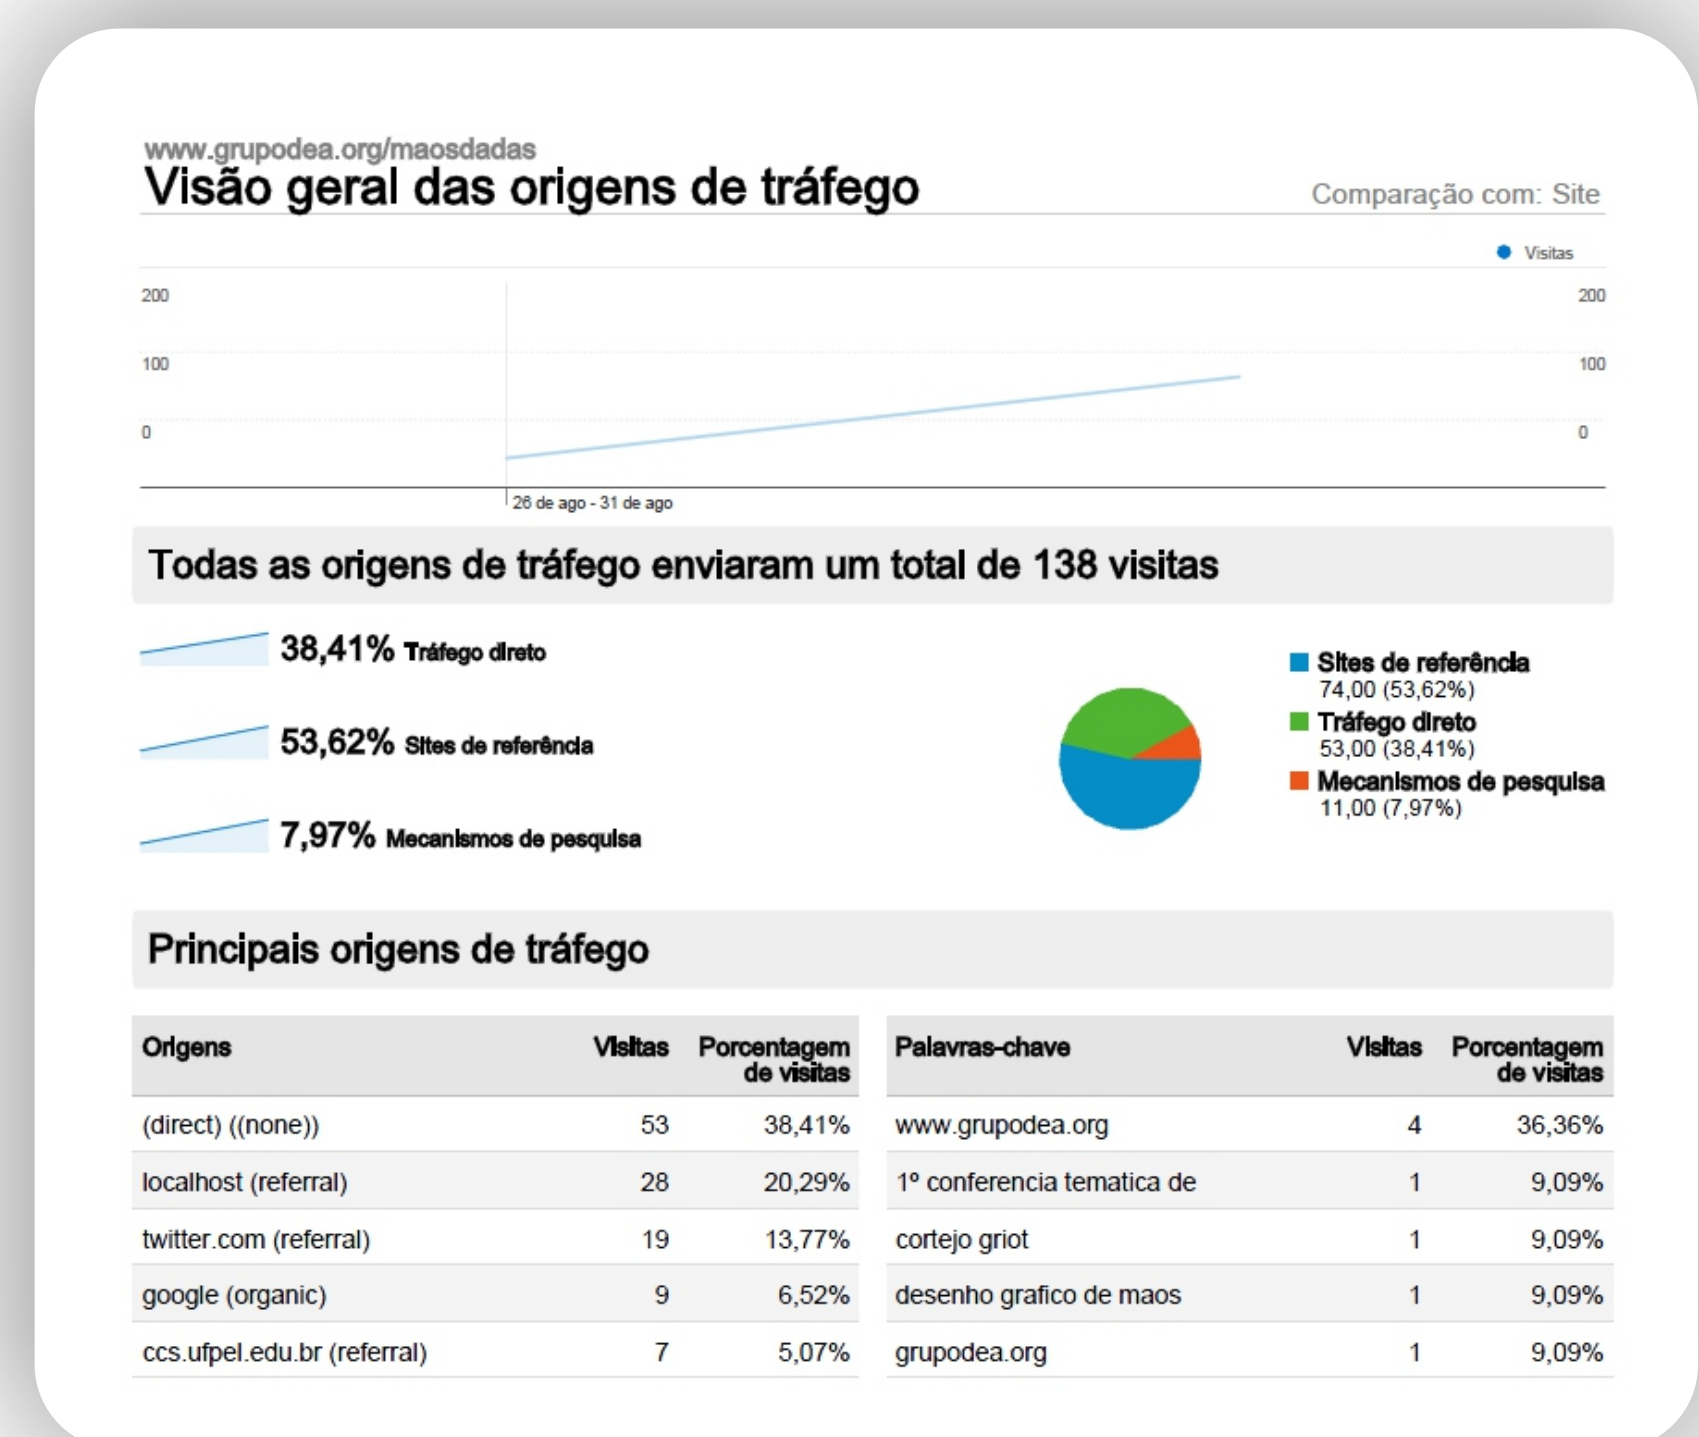 www.grupodea.org/maosdadas
Visão geral das origens de tráfego
Comparação com: Site
Visitas
200 200
100 100
0 0
26 de ago - 31 de ago
Todas as origens de tráfego enviaram um total de 138 visitas
38,41% Tráfego direto
53,62% Sites de referência
7,97% Mecanismos de pesquisa
Sites de referência
74,00 (53,62%)
Tráfego direto
53,00 (38,41%)
Mecanismos de pesquisa
11,00 (7,97%)
Principais origens de tráfego
Origens Visitas Porcentagem
de visitas
(direct) ((none)) 53 38,41%
localhost (referral) 28 20,29%
twitter.com (referral) 19 13,77%
google (organic) 9 6,52%
ccs.ufpel.edu.br (referral) 7 5,07%
Palavras-chave Visitas Porcentagem
de visitas
www.grupodea.org 4 36,36%
1º conferencia tematica de 1 9,09%
cortejo griot 1 9,09%
desenho grafico de maos 1 9,09%
grupodea.org 1 9,09%